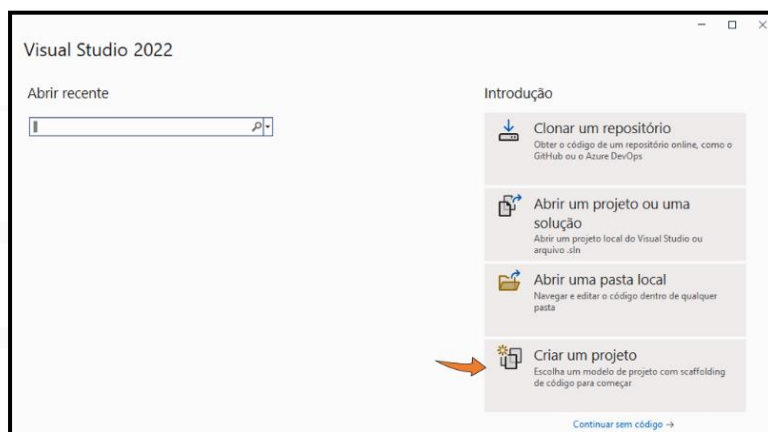 Visual Studio 2022
Abrir recente
Introdução
Clonar um repositório
Obter o código de um repositório online, como o
GitHub ou o Azure DevOps
Abrir um projeto ou uma
solução
Abrir um projeto local do Visual Studio ou
arquivo .sln
Abrir uma pasta local
Navegar e editar o código dentro de qualquer
pasta
Criar um projeto
Escolha um modelo de projeto com scaffolding
de código para começar
Continuar sem código →